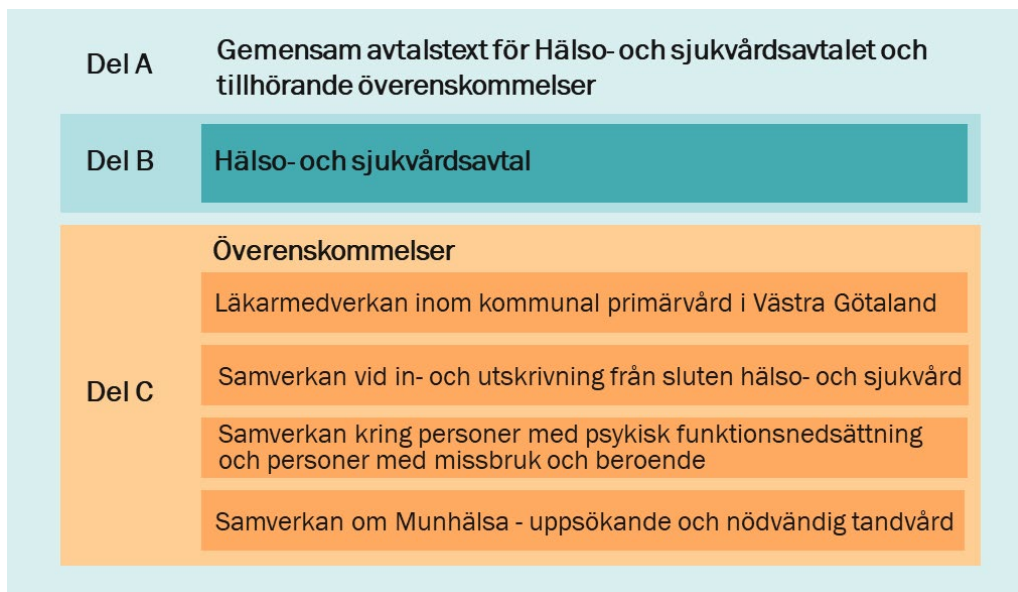 Del A
Gemensam avtalstext för Hälso- och sjukvårdsavtalet och
tillhörande överenskommelser
Del B
Hälso- och sjukvårdsavtal
Del C
Överenskommelser
Läkarmedverkan inom kommunal primärvård i Västra Götaland
Samverkan vid in- och utskrivning från sluten hälso- och sjukvård
Samverkan kring personer med psykisk funktionsnedsättning
och personer med missbruk och beroende
Samverkan om Munhälsa - uppsökande och nödvändig tandvård